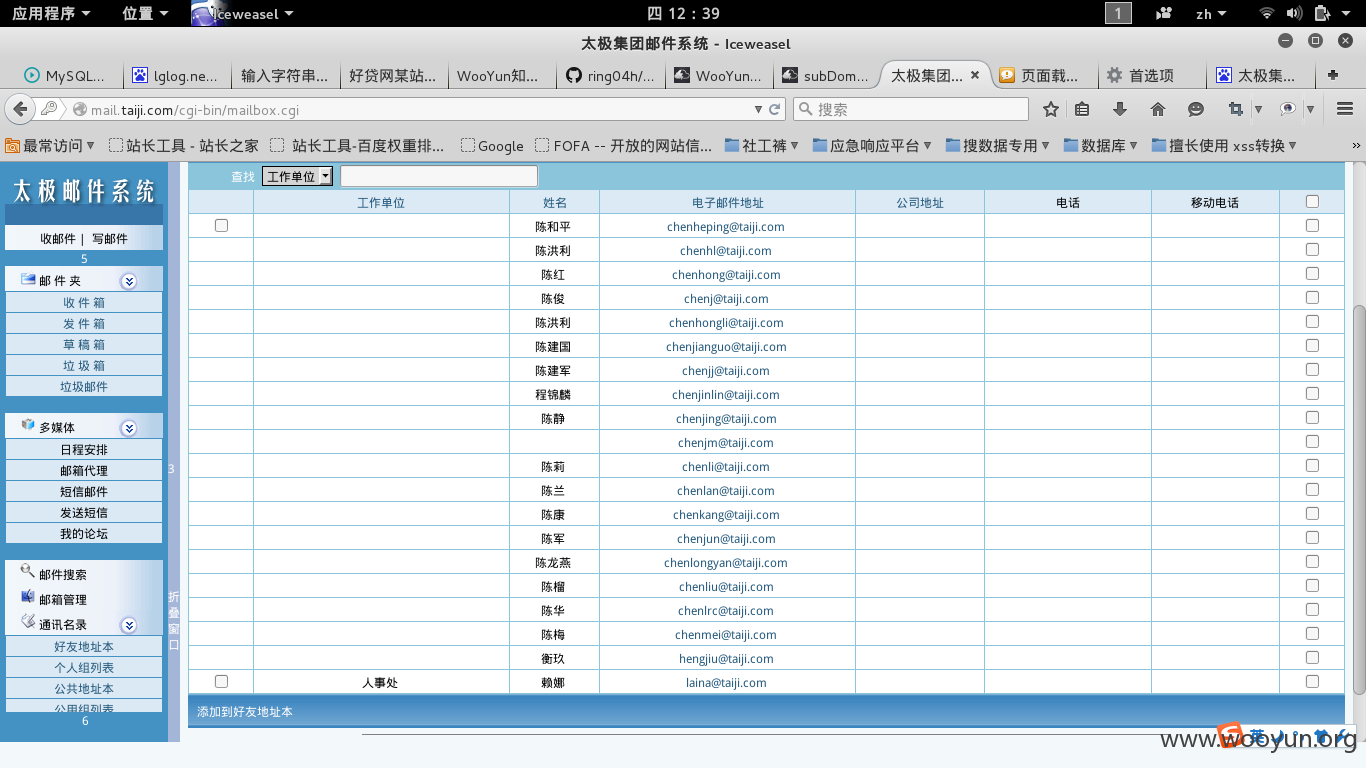 应用程序 位置 Iceweasel 四 12：39 1 zh
太极集团邮件系统 - Iceweasel
MySQL... lglog.ne... 输入字符串... 好贷网某站... WooYun知... ring04h/... WooYun... subDom... 太极集团... 页面载... 首选项 太极集...
mail.taiji.com/cgi-bin/mailbox.cgi 搜索
最常访问 站长工具 - 站长之家 站长工具-百度权重排... Google FOFA -- 开放的网站信... 社工裤 应急响应平台 搜数据专用 数据库 擅长使用 xss转换 »
太极邮件系统
收邮件 | 写邮件
5
邮 件 夹
收 件 箱
发 件 箱
草 稿 箱
垃 圾 箱
垃圾邮件
多媒体
日程安排
邮箱代理
短信邮件
发送短信
我的论坛
邮件搜索
邮箱管理
通讯名录
好友地址本
个人组列表
公共地址本
公用组列表
6
3
折
叠
窗
口
查找 工作单位
工作单位 姓名 电子邮件地址 公司地址 电话 移动电话
陈和平 chenheping@taiji.com
陈洪利 chenhl@taiji.com
陈红 chenhong@taiji.com
陈俊 chenj@taiji.com
陈洪利 chenhongli@taiji.com
陈建国 chenjianguo@taiji.com
陈建军 chenjj@taiji.com
程锦麟 chenjinlin@taiji.com
陈静 chenjing@taiji.com
chenjm@taiji.com
陈莉 chenli@taiji.com
陈兰 chenlan@taiji.com
陈康 chenkang@taiji.com
陈军 chenjun@taiji.com
陈龙燕 chenlongyan@taiji.com
陈榴 chenliu@taiji.com
陈华 chenlrc@taiji.com
陈梅 chenmei@taiji.com
衡玖 hengjiu@taiji.com
人事处 赖娜 laina@taiji.com
添加到好友地址本
www.wooyun.org